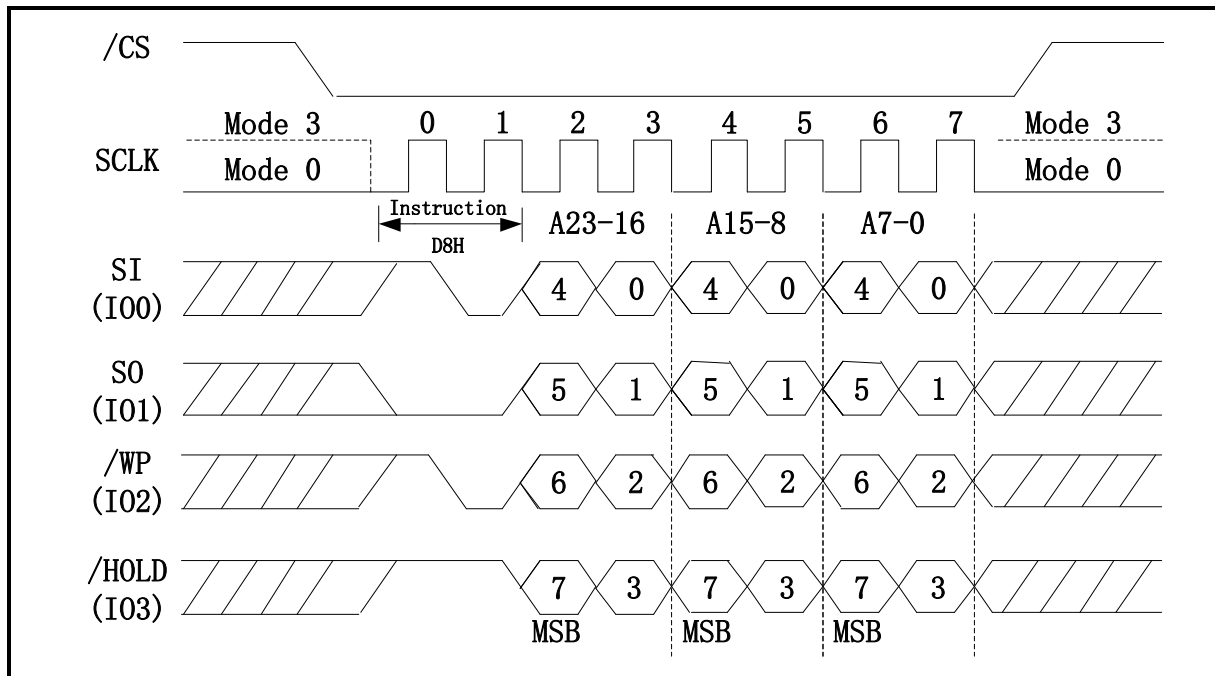 /CS
Mode 3 0 1 2 3 4 5 6 7 Mode 3
SCLK Mode 0 Mode 0
Instruction A23-16 A15-8 A7-0
D8H
SI
(IO0) 4 0 4 0 4 0
SO
(IO1) 5 1 5 1 5 1
/WP
(IO2) 6 2 6 2 6 2
/HOLD
(IO3) 7 3 7 3 7 3
MSB MSB MSB